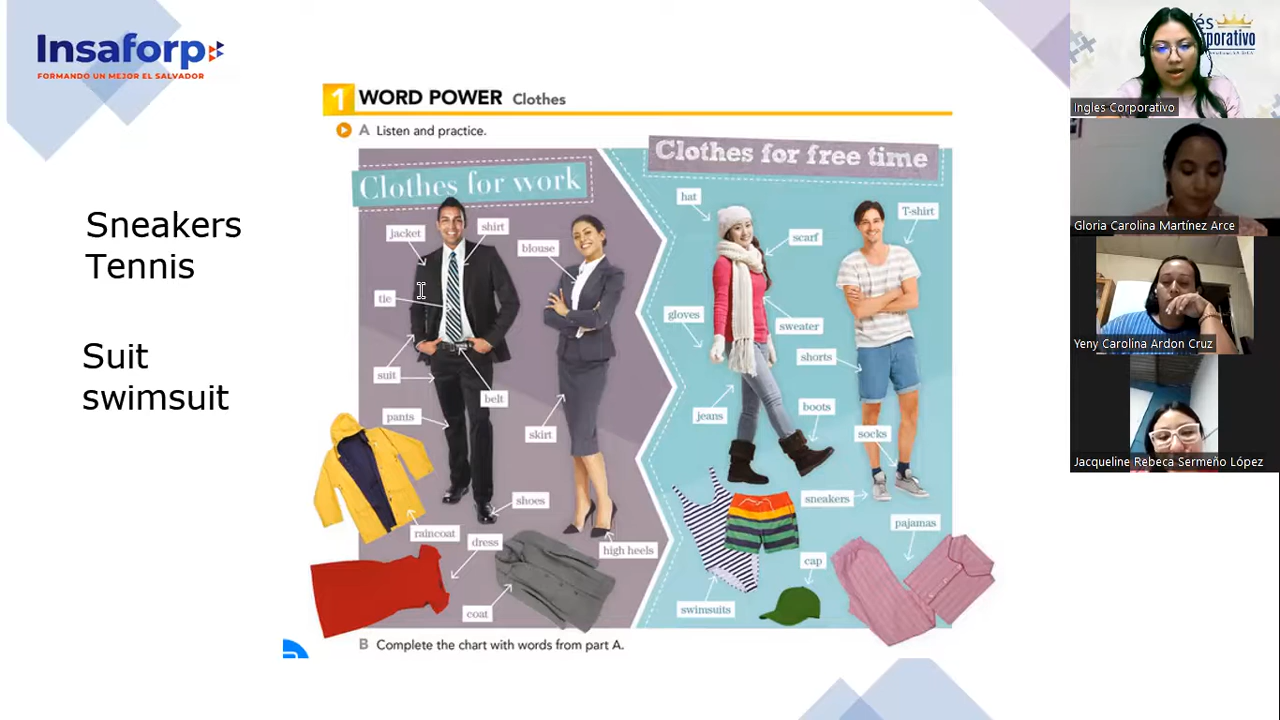 Insaforp
FORMANDO UN MEJOR EL SALVADOR
Sneakers
Tennis
Suit
swimsuit
1 WORD POWER Clothes
A Listen and practice.
Clothes for work
jacket
shirt
blouse
tie
suit
belt
pants
skirt
shoes
raincoat
dress
high heels
coat
Clothes for free time
hat
T-shirt
scarf
gloves
sweater
shorts
jeans
boots
socks
sneakers
pajamas
cap
swimsuits
B Complete the chart with words from part A.
Ingles Corporativo
Gloria Carolina Martínez Arce
Yeny Carolina Ardon Cruz
Jacqueline Rebeca Sermeño López